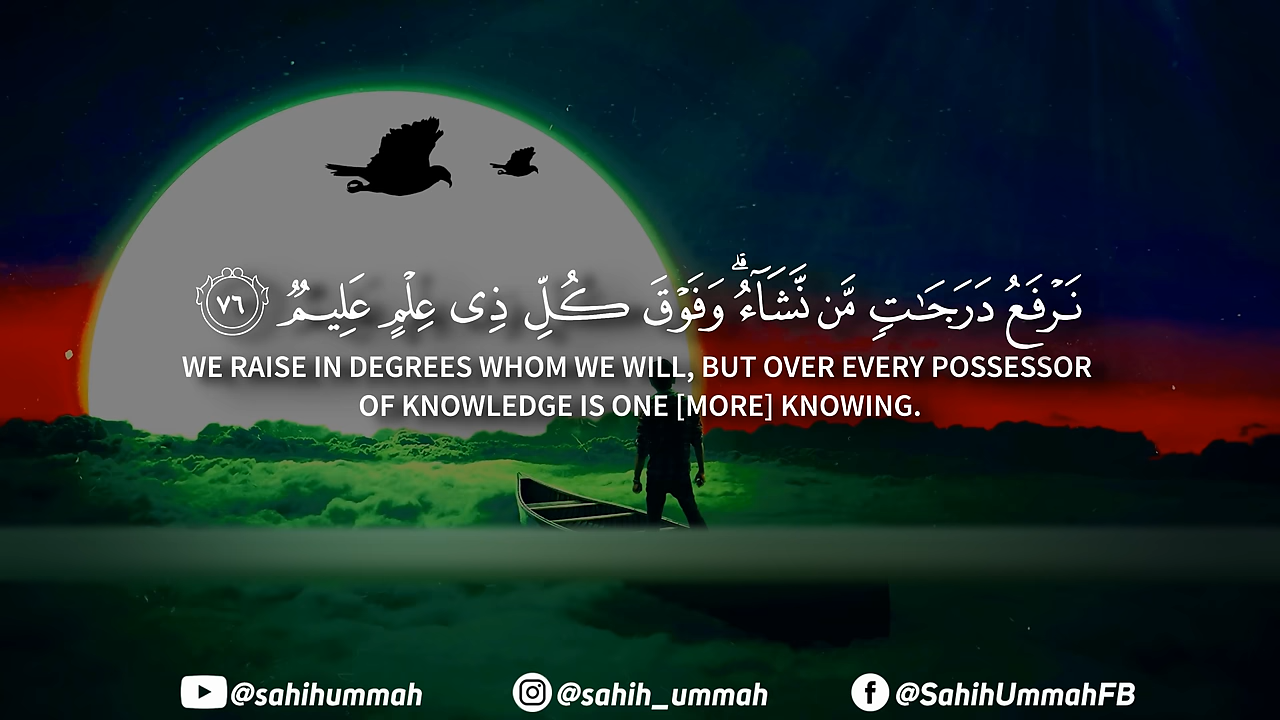 نَرۡفَعُ دَرَجَـٰتٍ مَّن نَّشَآءُۗ وَفَوۡقَ كُلِّ ذِى عِلۡمٍ عَلِيمٌ ٧٦
WE RAISE IN DEGREES WHOM WE WILL, BUT OVER EVERY POSSESSOR
OF KNOWLEDGE IS ONE [MORE] KNOWING.
@sahihummah @sahih_ummah @SahihUmmahFB